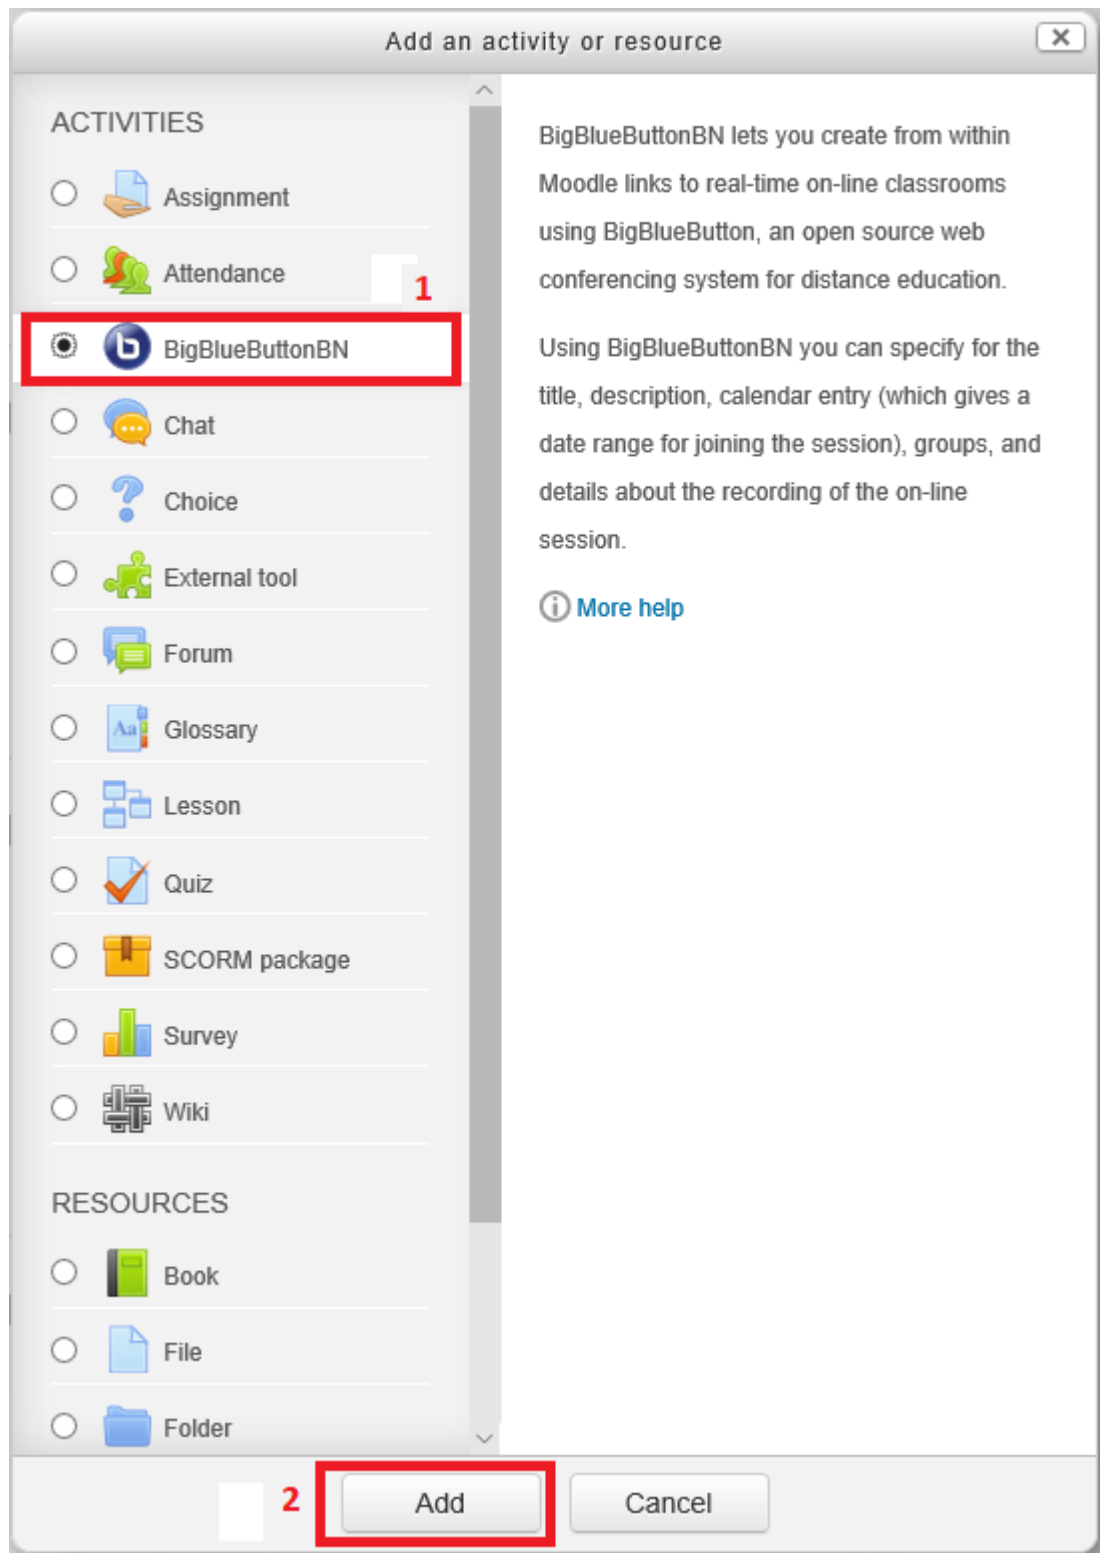 Add an activity or resource
ACTIVITIES
Assignment
Attendance
1
BigBlueButtonBN
Chat
Choice
External tool
Forum
Aa
Glossary
Lesson
Quiz
SCORM package
Survey
Wiki
RESOURCES
Book
File
Folder
BigBlueButtonBN lets you create from within
Moodle links to real-time on-line classrooms
using BigBlueButton, an open source web
conferencing system for distance education.
Using BigBlueButtonBN you can specify for the
title, description, calendar entry (which gives a
date range for joining the session), groups, and
details about the recording of the on-line
session.
More help
2
Add
Cancel